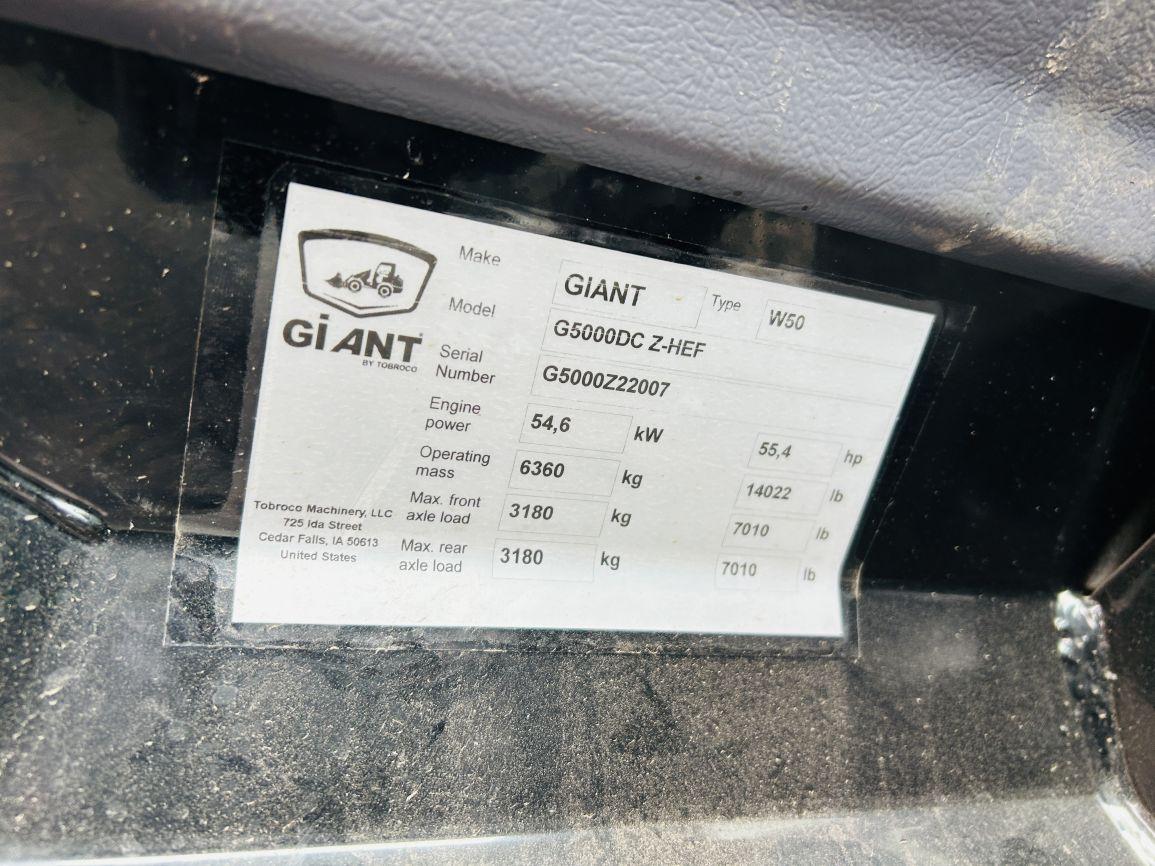 GiANT
BY TOBROCO
Make GIANT Type W50
Model G5000DC Z-HEF
Serial Number G5000Z22007
Engine power 54,6 kW 55,4 hp
Operating mass 6360 kg 14022 lb
Max. front axle load 3180 kg 7010 lb
Max. rear axle load 3180 kg 7010 lb
Tobroco Machinery, LLC
725 Ida Street
Cedar Falls, IA 50613
United States